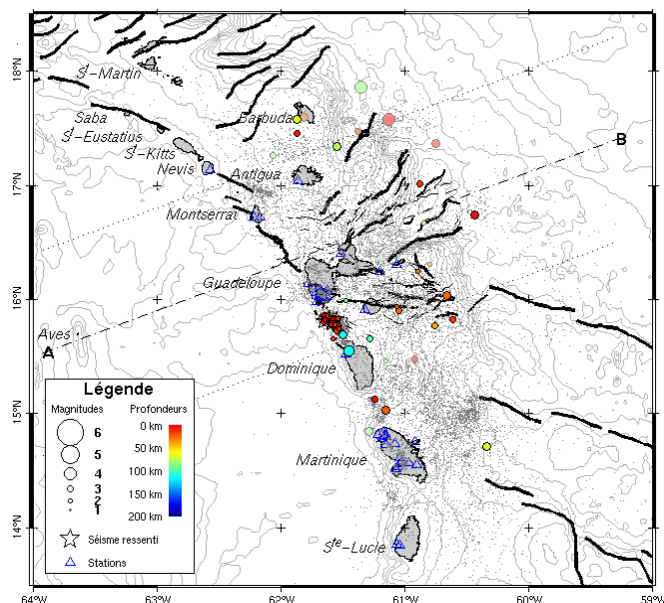 18°N
Sᵗ-Martin
Saba
Sᵗ-Eustatius
Sᵗ-Kitts
Nevis
Barbuda
B
17°N
Antigua
Montserrat
Guadeloupe
16°N
Aves
A
Dominique
15°N
Martinique
14°N
Sᵗᵉ-Lucie
Légende
Magnitudes
Profondeurs
6
5
4
3
2
1
0 km
50 km
100 km
150 km
200 km
Séisme ressenti
Stations
64°W
63°W
62°W
61°W
60°W
59°W